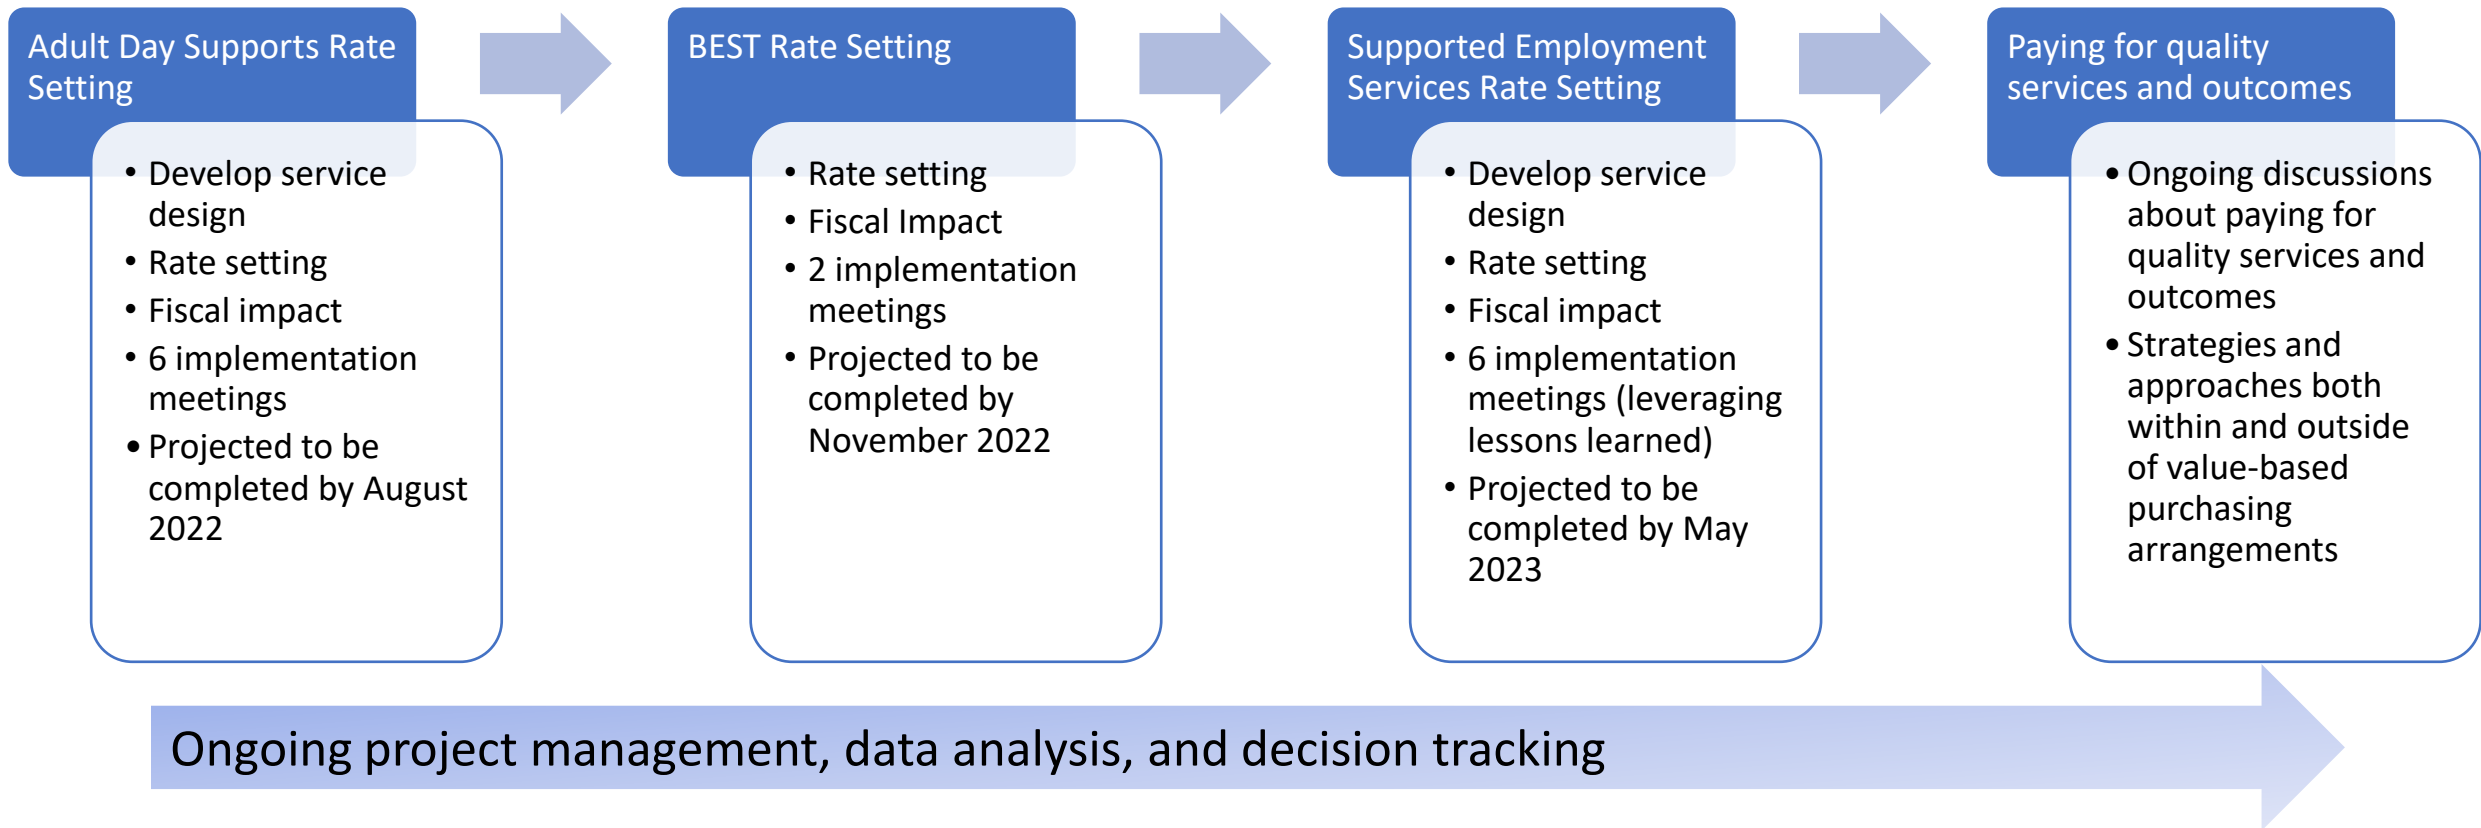 Adult Day Supports Rate
Setting
• Develop service
design
• Rate setting
• Fiscal impact
• 6 implementation
meetings
• Projected to be
completed by August
2022
BEST Rate Setting
• Rate setting
• Fiscal Impact
• 2 implementation
meetings
• Projected to be
completed by
November 2022
Supported Employment
Services Rate Setting
• Develop service
design
• Rate setting
• Fiscal impact
• 6 implementation
meetings (leveraging
lessons learned)
• Projected to be
completed by May
2023
Paying for quality
services and outcomes
• Ongoing discussions
about paying for
quality services and
outcomes
• Strategies and
approaches both
within and outside
of value-based
purchasing
arrangements
Ongoing project management, data analysis, and decision tracking